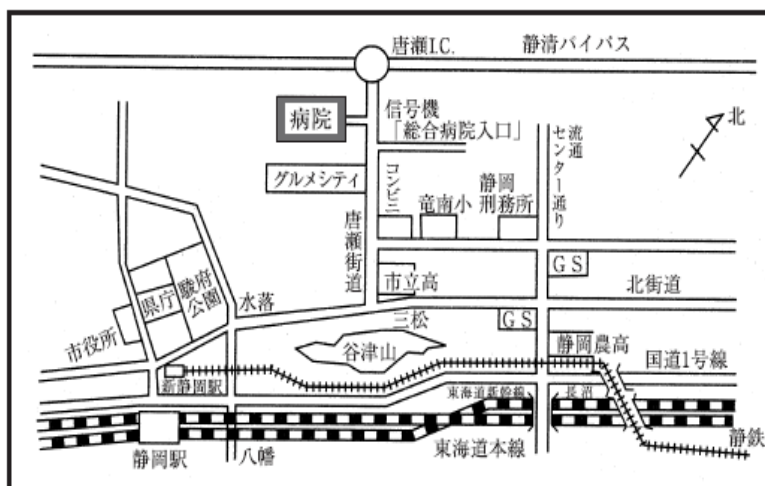 唐瀬I.C.
静清バイパス
病院
信号機
「総合病院入口」
北
流通
センター通り
グルメシティ
コンビニ
竜南小
静岡
刑務所
唐瀬街道
GS
市立高
北街道
駿府
公園
県庁
市役所
水落
三松
GS
谷津山
静岡農高
国道1号線
新静岡駅
東海道新幹線
長沼
静岡駅
八幡
東海道本線
静鉄